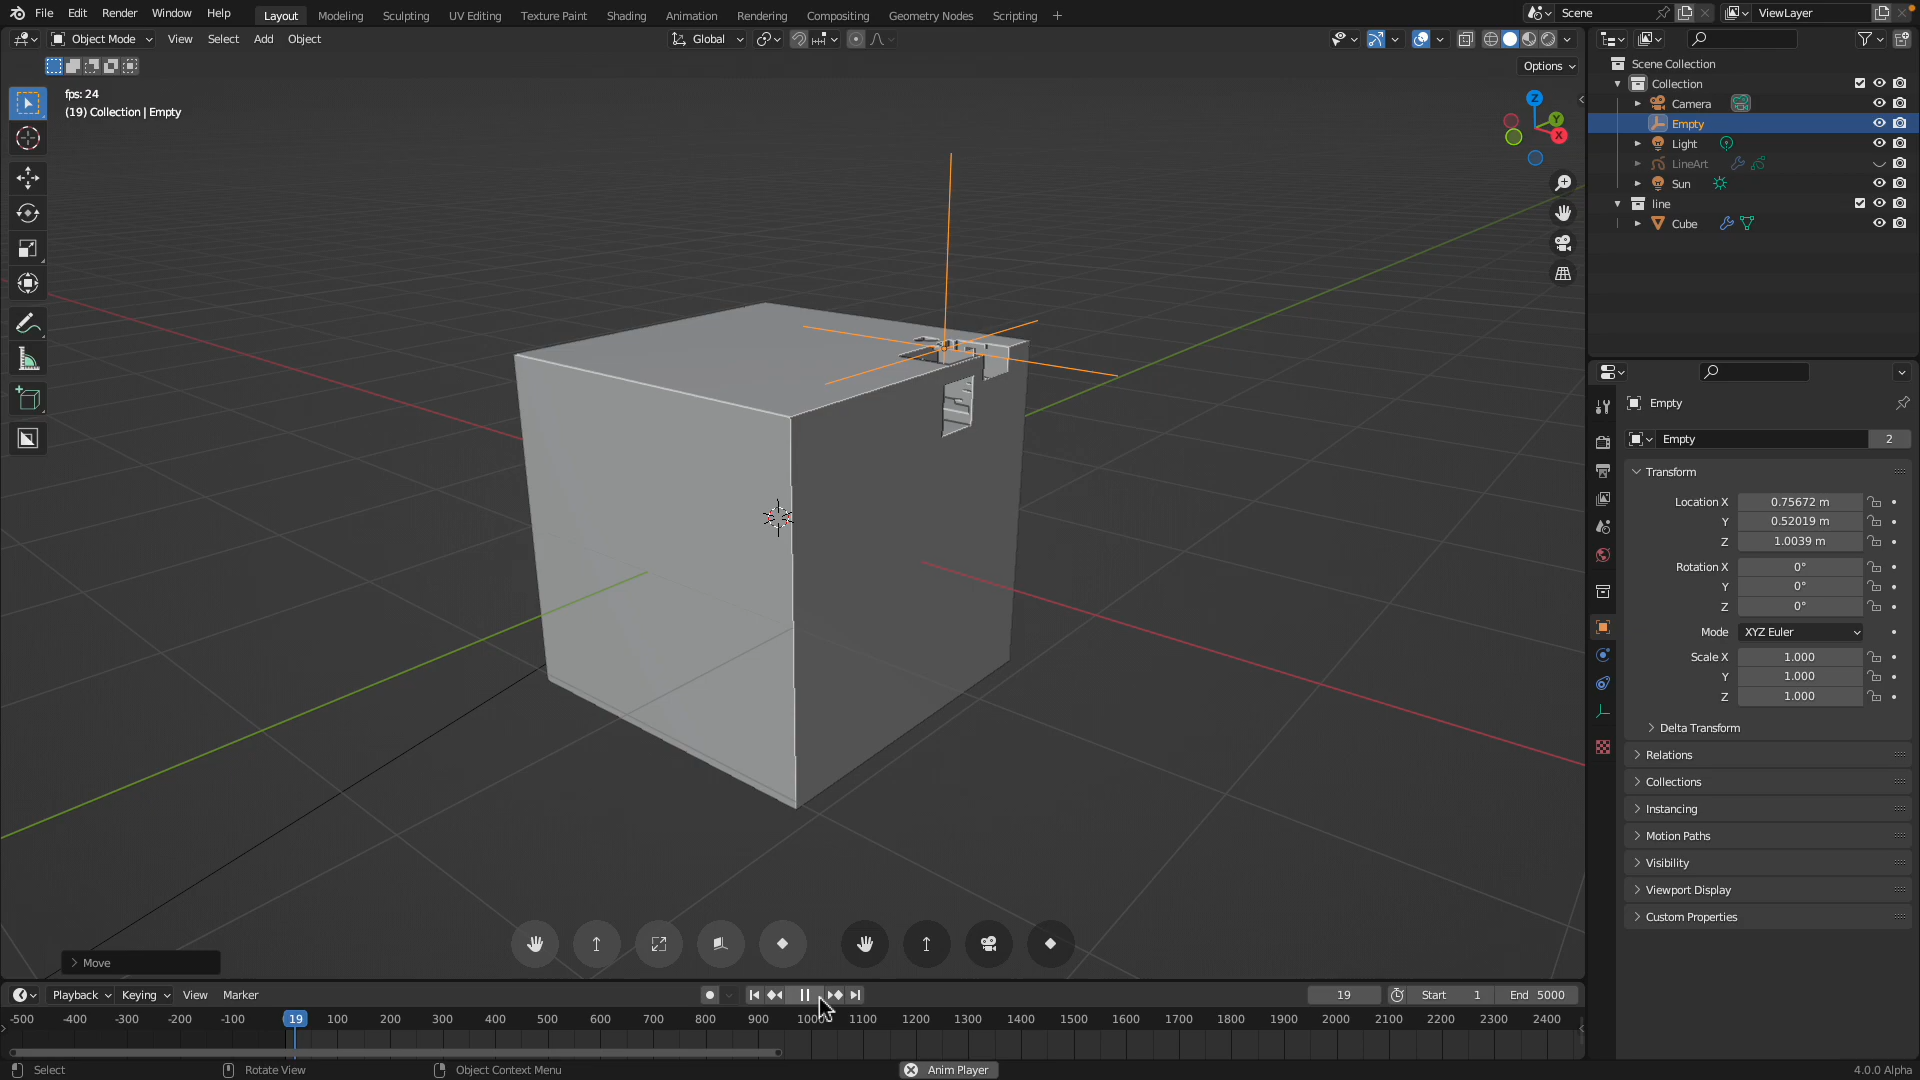 File Edit Render Window Help Layout Modeling Sculpting UV Editing Texture Paint Shading Animation Rendering Compositing Geometry Nodes Scripting + Scene ViewLayer
Object Mode View Select Add Object Global
Options
fps: 24
(19) Collection | Empty
Z
Y
X
Scene Collection
Collection
Camera
Empty
Light
LineArt
Sun
line
Cube
Empty
Empty 2
Transform
Location X 0.75672 m
Y 0.52019 m
Z 1.0039 m
Rotation X 0°
Y 0°
Z 0°
Mode XYZ Euler
Scale X 1.000
Y 1.000
Z 1.000
Delta Transform
Relations
Collections
Instancing
Motion Paths
Visibility
Viewport Display
Custom Properties
Move
Playback Keying View Marker 19 Start 1 End 5000
-500 -400 -300 -200 -100 19 100 200 300 400 500 600 700 800 900 1000 1100 1200 1300 1400 1500 1600 1700 1800 1900 2000 2100 2200 2300 2400
Select Rotate View Object Context Menu Anim Player 4.0.0 Alpha